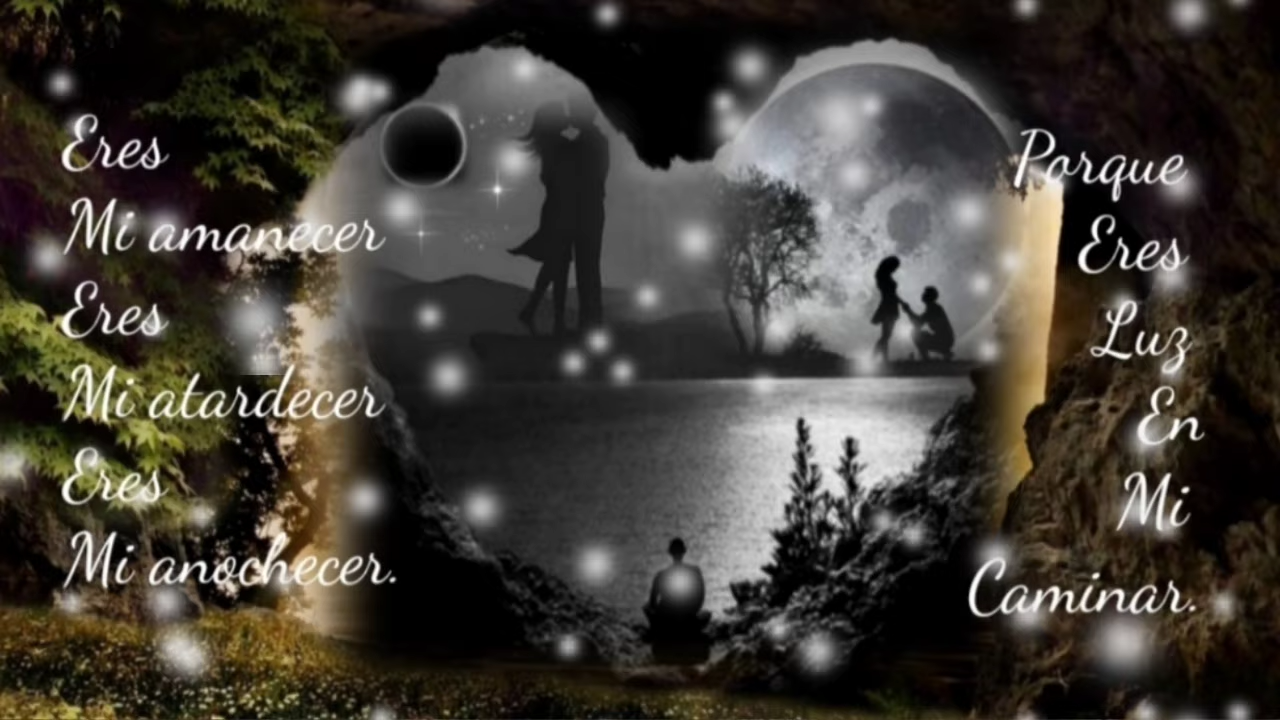 Eres
Mi amanecer
Eres
Mi atardecer
Eres
Mi anochecer.
Porque
Eres
Luz
En
Mi
Caminar.